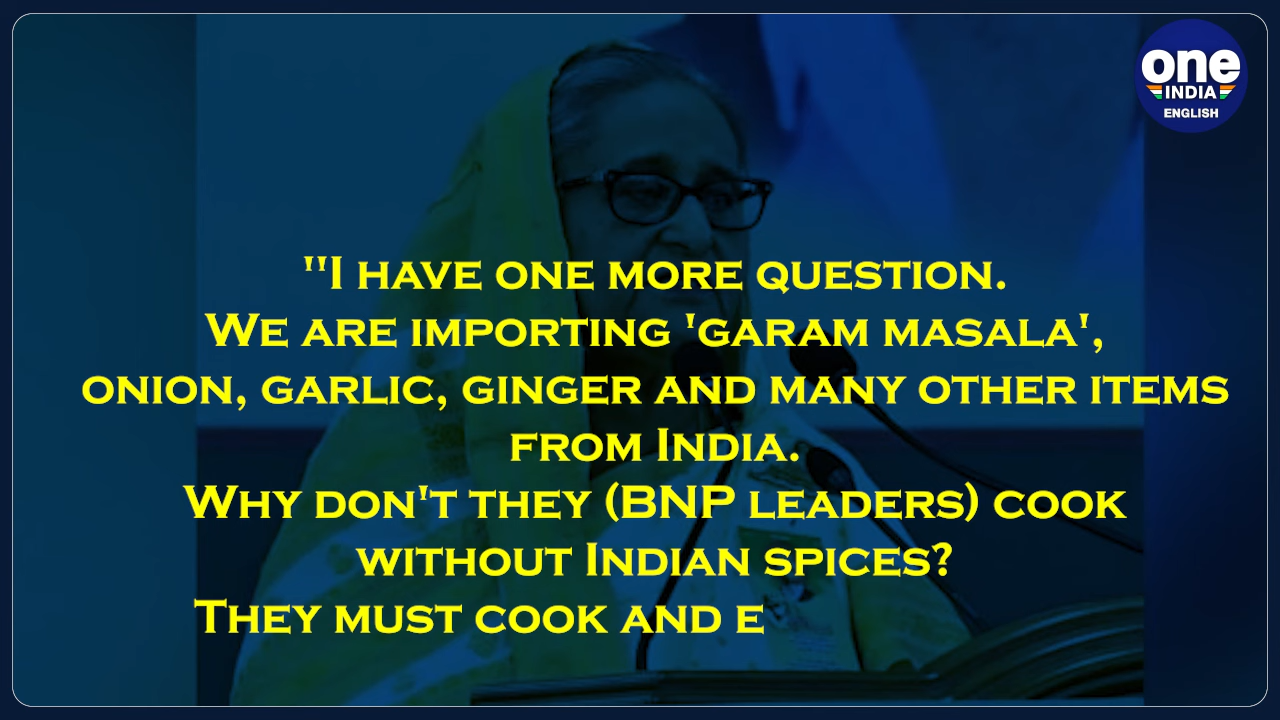 one
INDIA
ENGLISH
"I HAVE ONE MORE QUESTION.
WE ARE IMPORTING 'GARAM MASALA',
ONION, GARLIC, GINGER AND MANY OTHER ITEMS
FROM INDIA.
WHY DON'T THEY (BNP LEADERS) COOK
WITHOUT INDIAN SPICES?
THEY MUST COOK AND E